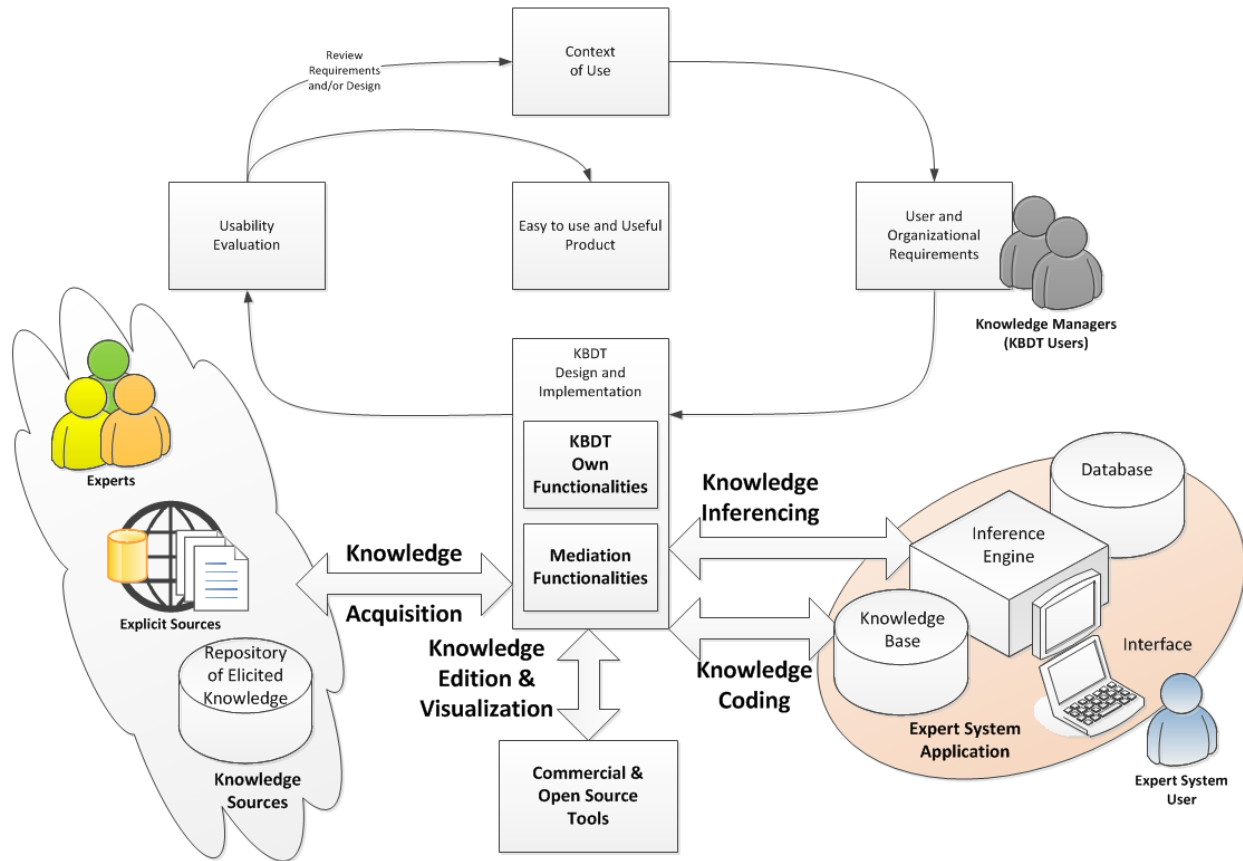 Review
Requirements
and/or Design
Context
of Use
Usability
Evaluation
Easy to use and Useful
Product
User and
Organizational
Requirements
Knowledge Managers
(KBDT Users)
KBDT
Design and
Implementation
KBDT
Own
Functionalities
Mediation
Functionalities
Experts
Explicit Sources
Repository
of Elicited
Knowledge
Knowledge
Sources
Knowledge
Acquisition
Knowledge
Edition &
Visualization
Commercial &
Open Source
Tools
Knowledge
Inferencing
Knowledge
Coding
Database
Inference
Engine
Knowledge
Base
Interface
Expert System
Application
Expert System
User